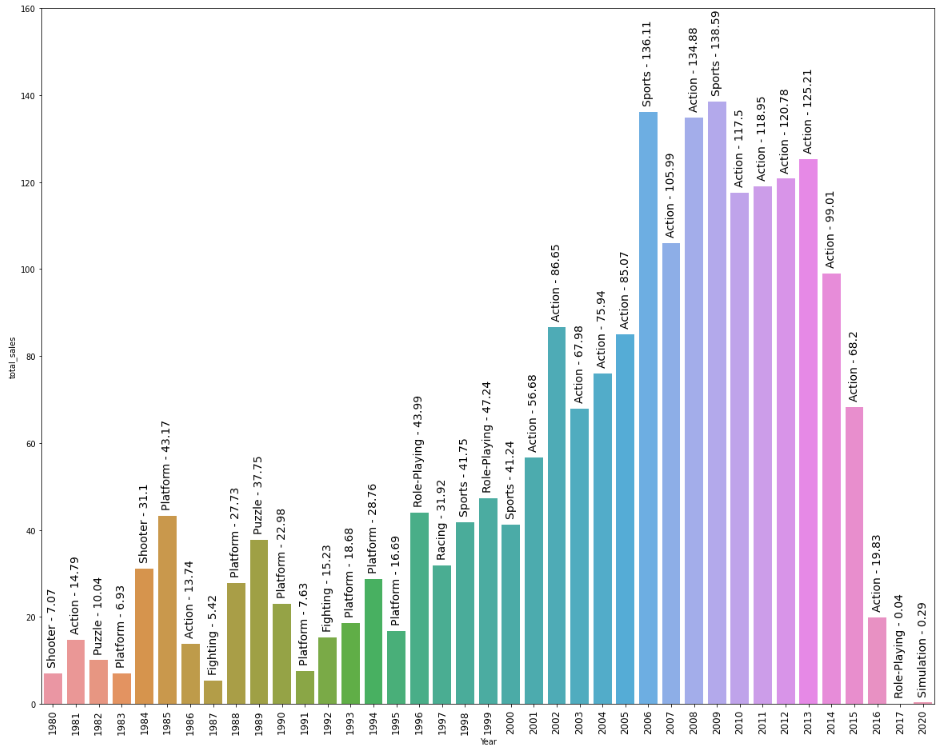 160
140
120
100
80
60
40
20
0
total_sales
Shooter - 7.07
Action - 14.79
Puzzle - 10.04
Platform - 6.93
Shooter - 31.1
Platform - 43.17
Action - 13.74
Fighting - 5.42
Platform - 27.73
Puzzle - 37.75
Platform - 22.98
Platform - 7.63
Fighting - 15.23
Platform - 18.68
Platform - 28.76
Platform - 16.69
Role-Playing - 43.99
Racing - 31.92
Sports - 41.75
Role-Playing - 47.24
Sports - 41.24
Action - 56.68
Action - 86.65
Action - 67.98
Action - 75.94
Action - 85.07
Sports - 136.11
Action - 105.99
Action - 134.88
Sports - 138.59
Action - 117.5
Action - 118.95
Action - 120.78
Action - 125.21
Action - 99.01
Action - 68.2
Action - 19.83
Role-Playing - 0.04
Simulation - 0.29
1980
1981
1982
1983
1984
1985
1986
1987
1988
1989
1990
1991
1992
1993
1994
1995
1996
1997
1998
1999
2000
2001
2002
2003
2004
2005
2006
2007
2008
2009
2010
2011
2012
2013
2014
2015
2016
2017
2020
Year